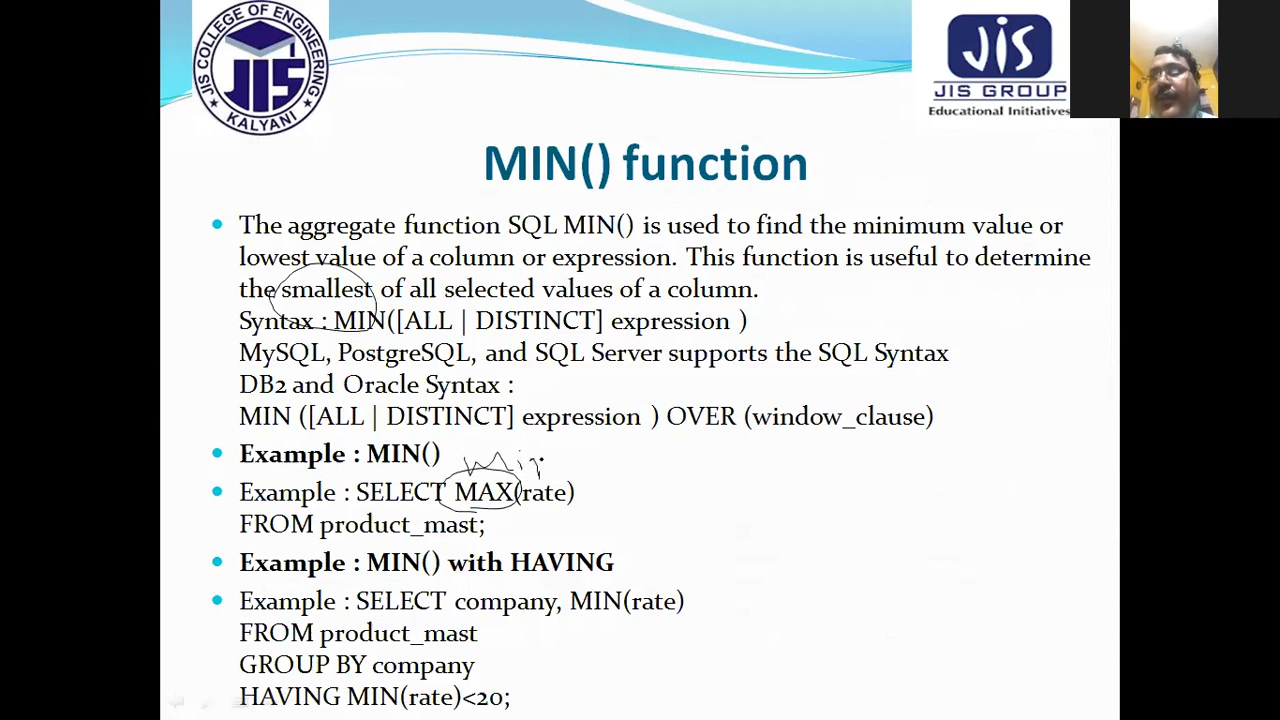 JIS COLLEGE OF ENGINEERING
JIS
KALYANI
JIS
JIS GROUP
Educational Initiatives
MIN() function
• The aggregate function SQL MIN() is used to find the minimum value or
lowest value of a column or expression. This function is useful to determine
the smallest of all selected values of a column.
Syntax : MIN([ALL | DISTINCT] expression )
MySQL, PostgreSQL, and SQL Server supports the SQL Syntax
DB2 and Oracle Syntax :
MIN ([ALL | DISTINCT] expression ) OVER (window_clause)
• Example : MIN()
Min
• Example : SELECT MAX(rate)
FROM product_mast;
• Example : MIN() with HAVING
• Example : SELECT company, MIN(rate)
FROM product_mast
GROUP BY company
HAVING MIN(rate)<20;